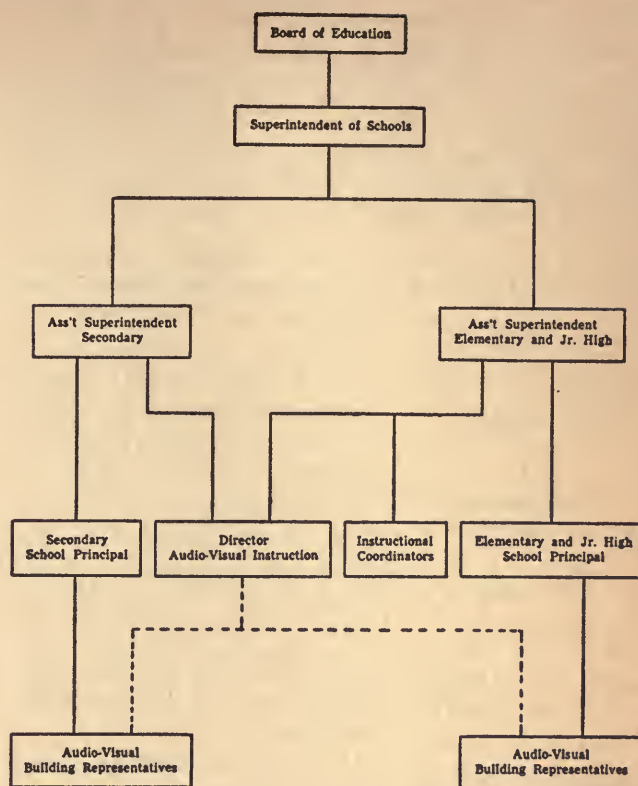 Board of Education
Superintendent of Schools
Ass't Superintendent
Secondary
Ass't Superintendent
Elementary and Jr. High
Secondary
School Principal
Director
Audio-Visual Instruction
Instructional
Coordinators
Elementary and Jr. High
School Principal
Audio-Visual
Building Representatives
Audio-Visual
Building Representatives